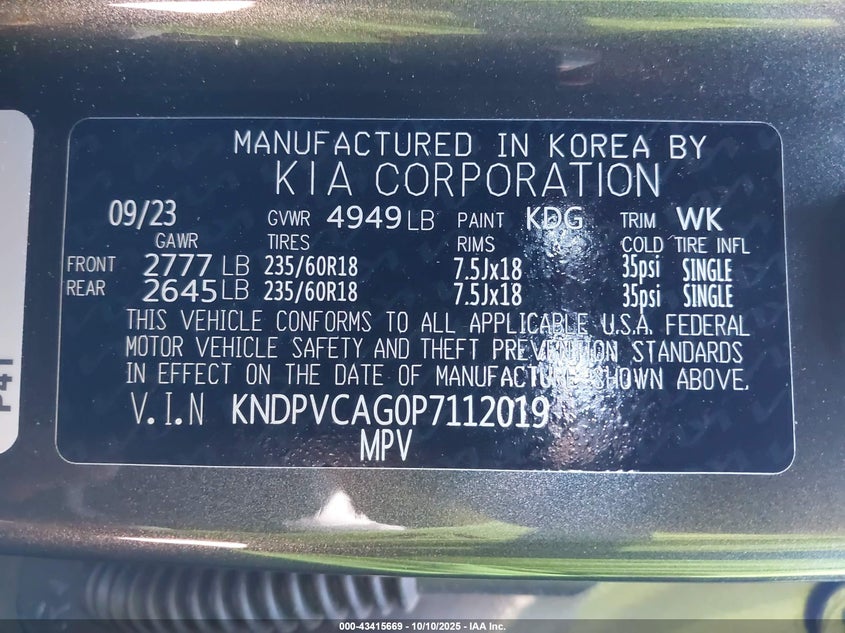 MANUFACTURED IN KOREA BY
KIA CORPORATION
09/23 GVWR 4949 LB PAINT KDG TRIM WK
GAWR TIRES RIMS COLD TIRE INFL
FRONT 2777 LB 235/60R18 7.5Jx18 35psi SINGLE
REAR 2645 LB 235/60R18 7.5Jx18 35psi SINGLE
THIS VEHICLE CONFORMS TO ALL APPLICABLE U.S.A. FEDERAL
MOTOR VEHICLE SAFETY AND THEFT PREVENTION STANDARDS
IN EFFECT ON THE DATE OF MANUFACTURE SHOWN ABOVE.
V.I.N KNDPVCAG0P7112019
MPV
000-43415669 - 10/10/2025 - IAA Inc.